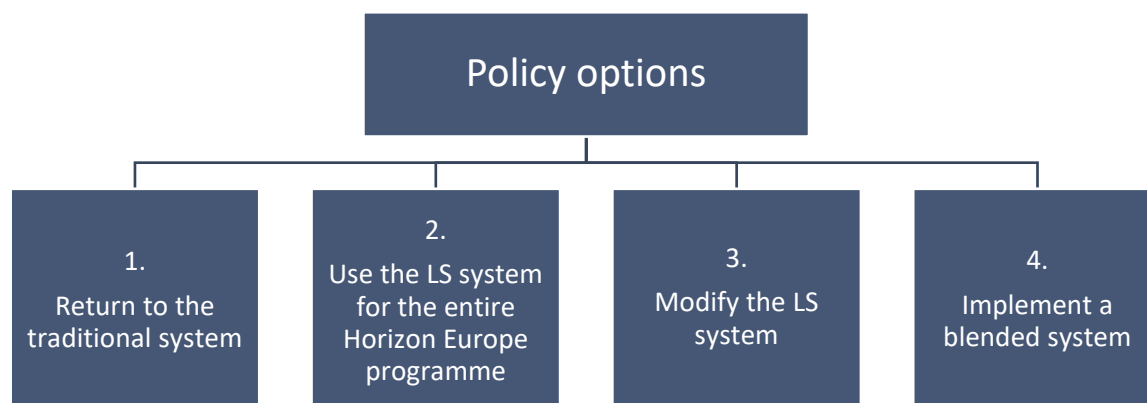 Policy options
1.
Return to the
traditional system
2.
Use the LS system
for the entire
Horizon Europe
programme
3.
Modify the LS
system
4.
Implement a
blended system